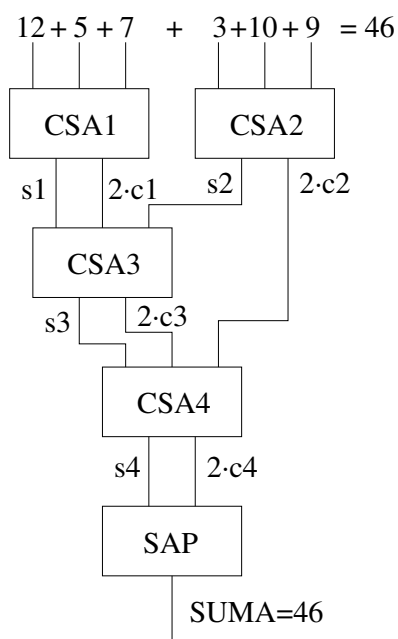 12+5+7 + 3+10+9 = 46
CSA1 CSA2
s1 2·c1 s2 2·c2
CSA3
s3 2·c3
CSA4
s4 2·c4
SAP
SUMA=46